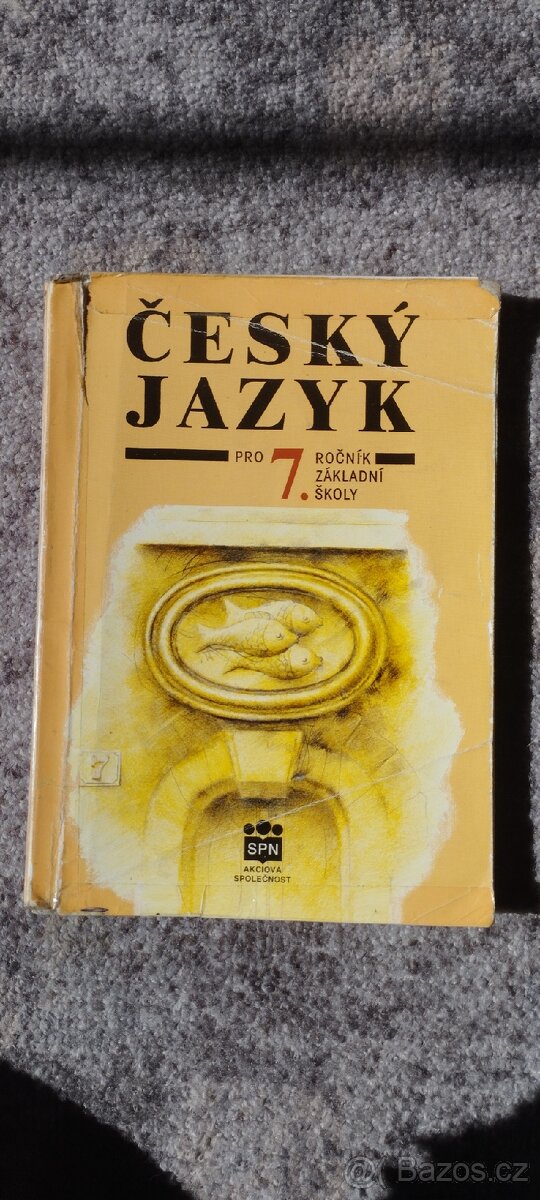 ČESKÝ
JAZYK
PRO 7. ROČNÍK
ZÁKLADNÍ
ŠKOLY
7
SPN
AKCIOVÁ
SPOLEČNOST
Bazos.cz